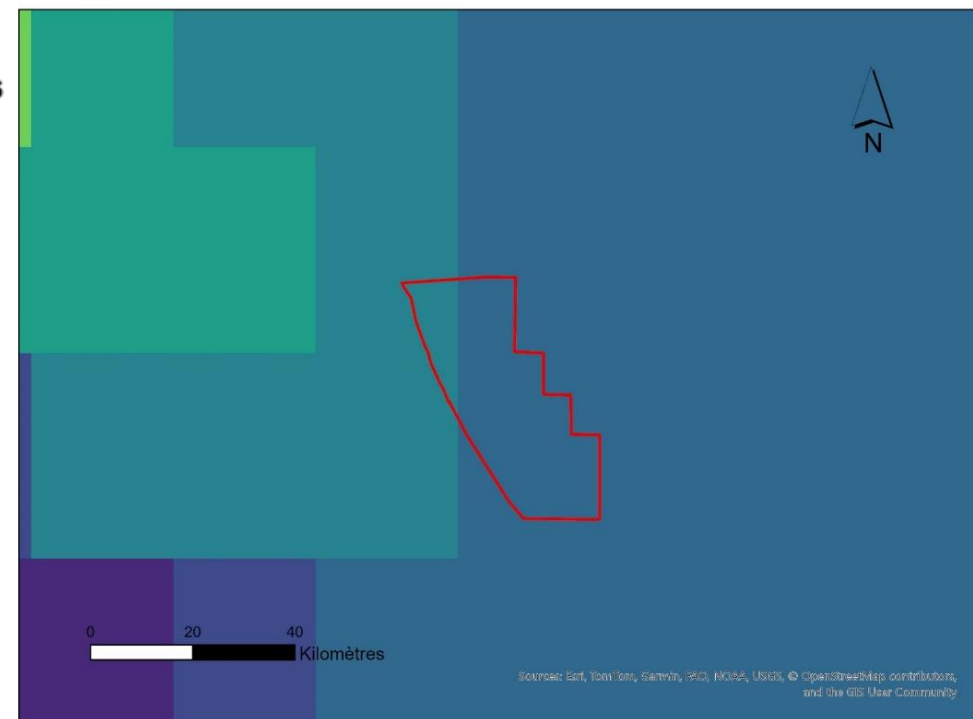 s
N
0 20 40
Kilomètres
Sources: Esri, TomTom, Garmin, FAO, NOAA, USGS, © OpenStreetMap contributors,
and the GIS User Community